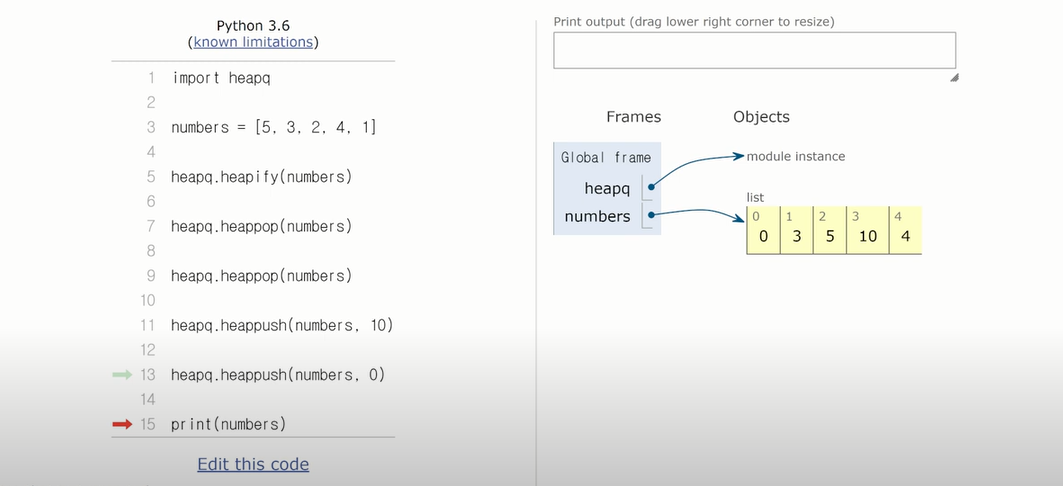 Python 3.6
(known limitations)
1 import heapq
2
3 numbers = [5, 3, 2, 4, 1]
4
5 heapq.heapify(numbers)
6
7 heapq.heappop(numbers)
8
9 heapq.heappop(numbers)
10
11 heapq.heappush(numbers, 10)
12
13 heapq.heappush(numbers, 0)
14
15 print(numbers)
Edit this code
Print output (drag lower right corner to resize)
Frames Objects
Global frame
heapq
numbers
module instance
list
0 1 2 3 4
0 3 5 10 4